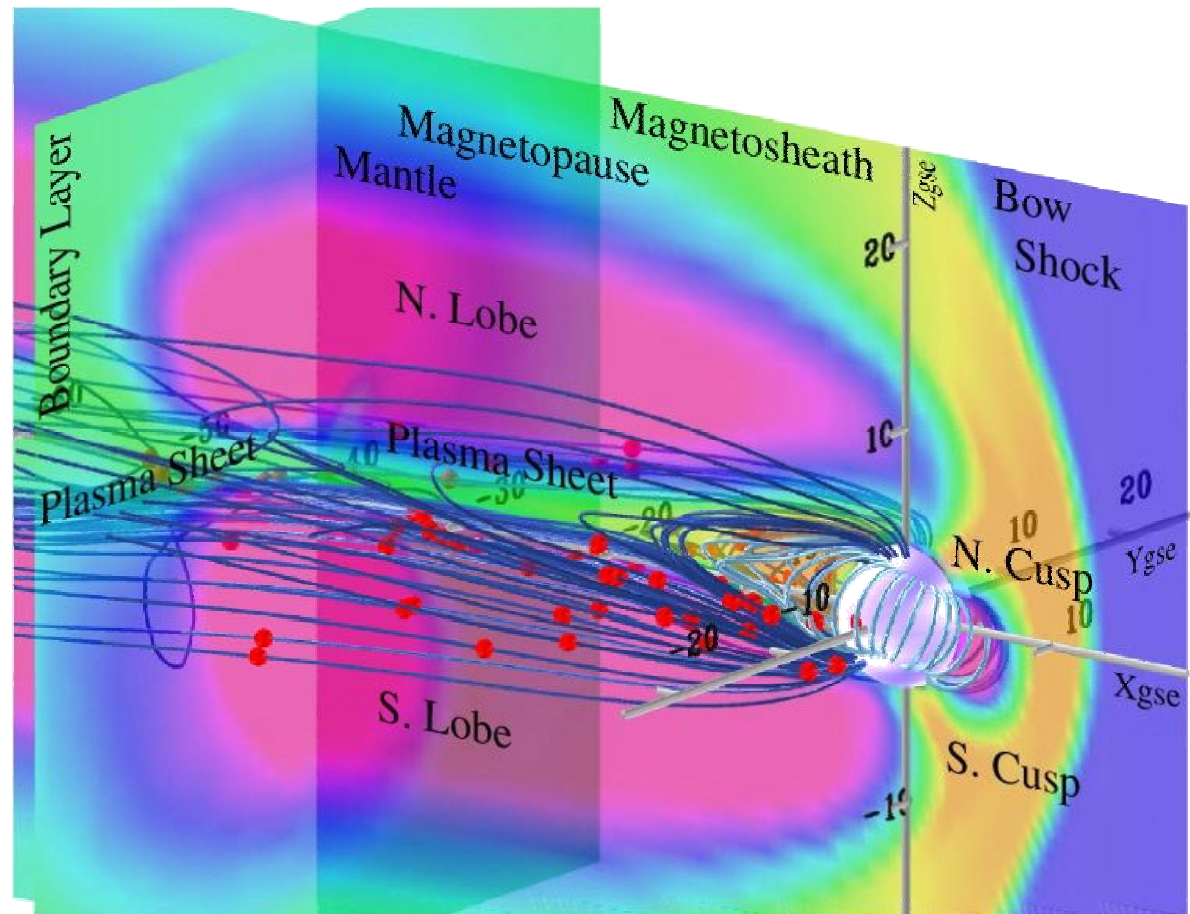 Magnetosheath
Magnetopause
Mantle
Boundary Layer
Zgse
Bow
Shock
20
N. Lobe
10
Plasma Sheet
Plasma Sheet
-50
40
-30
-20
20
10
Ygse
N. Cusp
-10
10
-20
Xgse
S. Lobe
S. Cusp